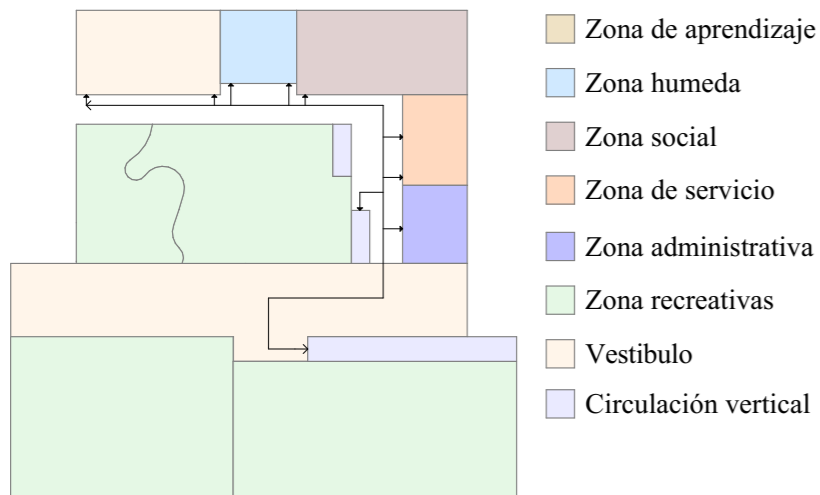 Zona de aprendizaje
Zona humeda
Zona social
Zona de servicio
Zona administrativa
Zona recreativas
Vestibulo
Circulación vertical